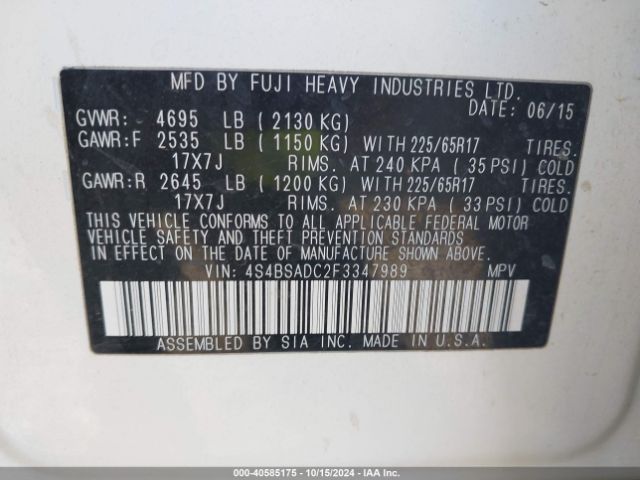 MFD BY FUJI HEAVY INDUSTRIES LTD.
DATE: 06/15
GVWR: 4695 LB ( 2130 KG)
GAWR:F 2535 LB ( 1150 KG) WITH 225/65R17 TIRES.
17X7J RIMS. AT 240 KPA ( 35 PSI) COLD
GAWR:R 2645 LB ( 1200 KG) WITH 225/65R17 TIRES.
17X7J RIMS. AT 230 KPA ( 33 PSI) COLD
THIS VEHICLE CONFORMS TO ALL APPLICABLE FEDERAL MOTOR
VEHICLE SAFETY AND THEFT PREVENTION STANDARDS
IN EFFECT ON THE DATE OF MANUFACTURE SHOWN ABOVE.
VIN: 4S4BSADC2F3347989 MPV
ASSEMBLED BY SIA INC. MADE IN U.S.A.
000-40585175 - 10/15/2024 - IAA Inc.